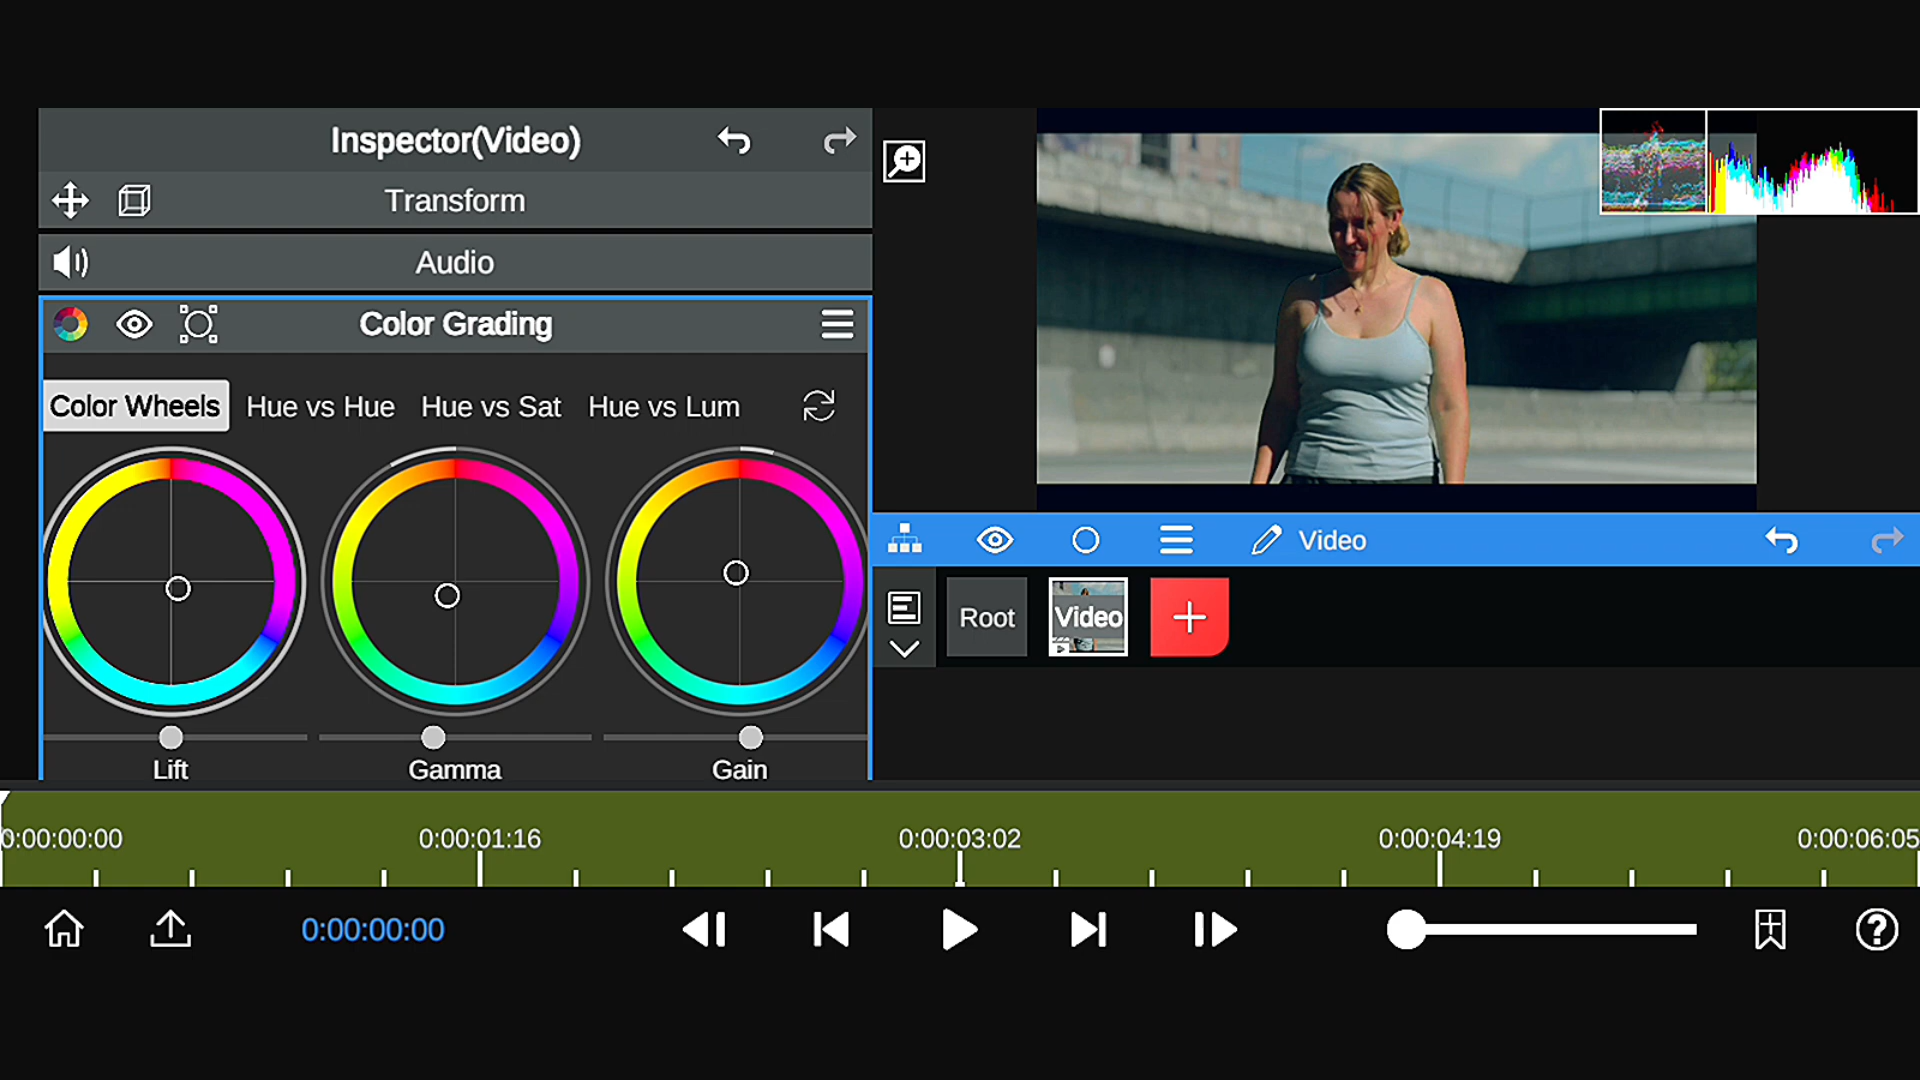 Inspector(Video)
Transform
Audio
Color Grading
Color Wheels Hue vs Hue Hue vs Sat Hue vs Lum
Lift Gamma Gain
Video
Root Video
0:00:00:00 0:00:01:16 0:00:03:02 0:00:04:19 0:00:06:05
0:00:00:00